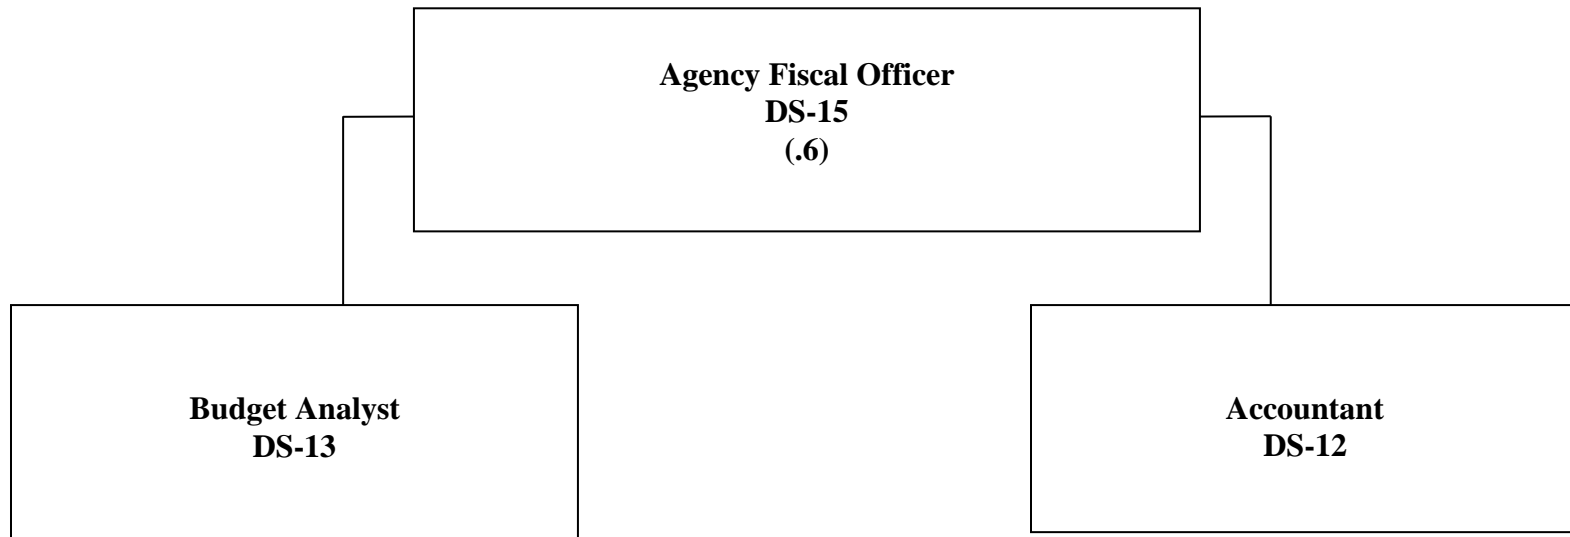 Agency Fiscal Officer
DS-15
(.6)
Budget Analyst
DS-13
Accountant
DS-12